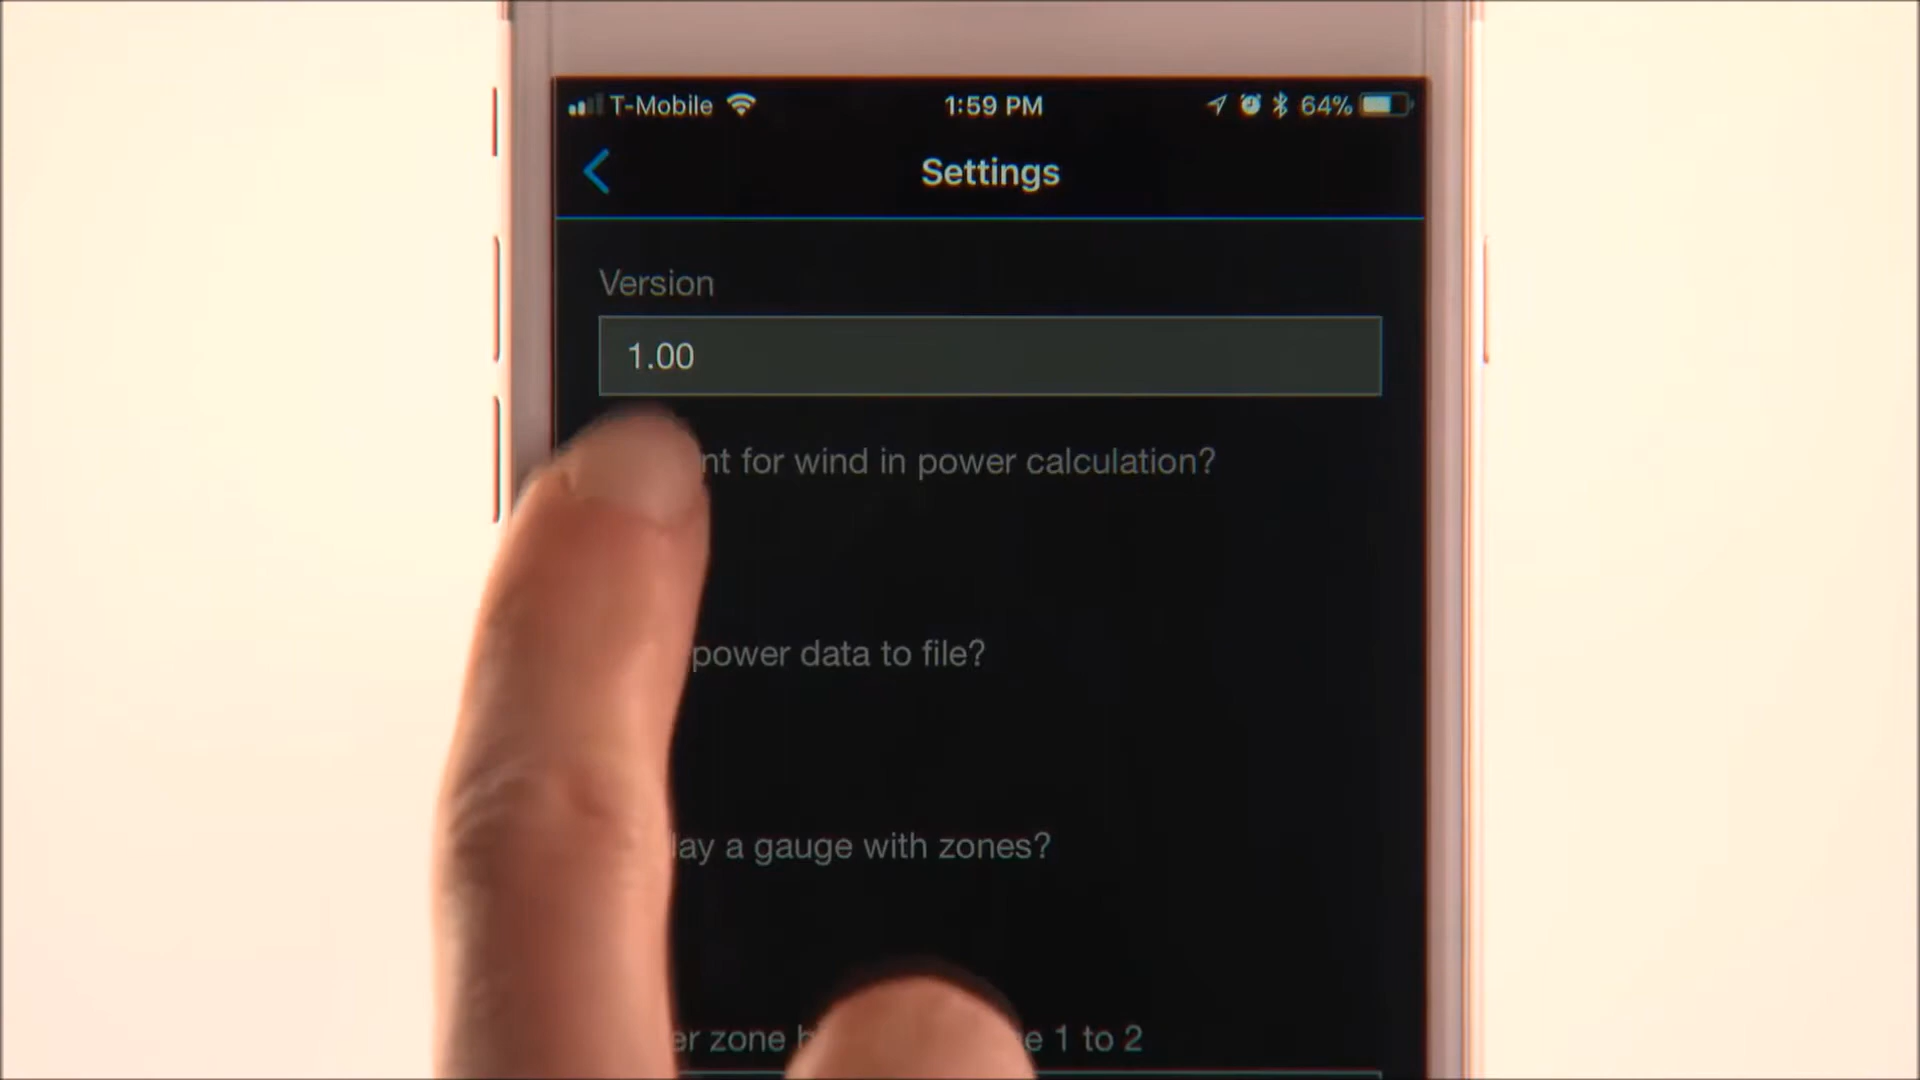 T-Mobile 1:59 PM 64%
Settings
Version
1.00
nt for wind in power calculation?
power data to file?
lay a gauge with zones?
er zone 1 to 2